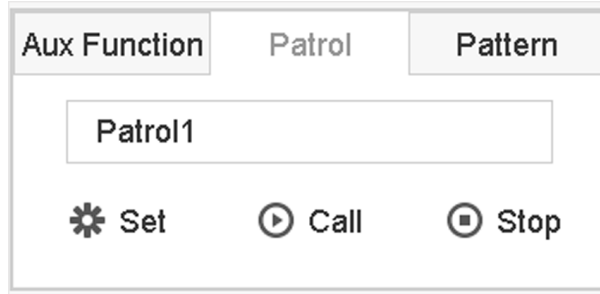 Aux Function Patrol Pattern
Patrol1
Set Call Stop